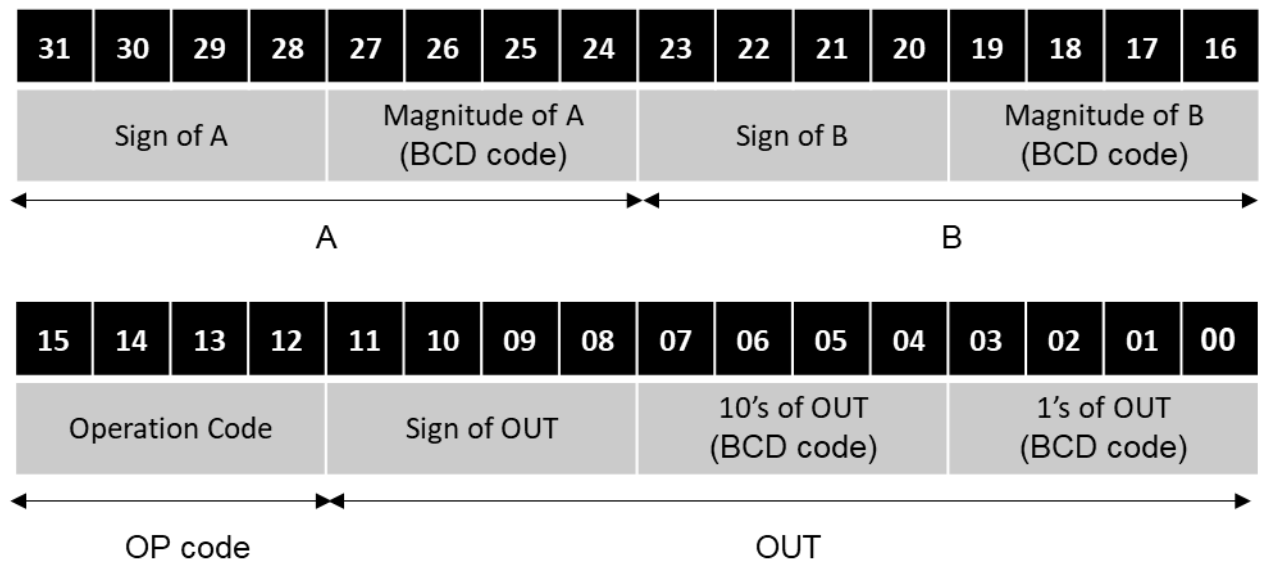 31 30 29 28 27 26 25 24 23 22 21 20 19 18 17 16
Sign of A
Magnitude of A
(BCD code)
Sign of B
Magnitude of B
(BCD code)
A
B
15 14 13 12 11 10 09 08 07 06 05 04 03 02 01 00
Operation Code
Sign of OUT
10's of OUT
(BCD code)
1's of OUT
(BCD code)
OP code
OUT